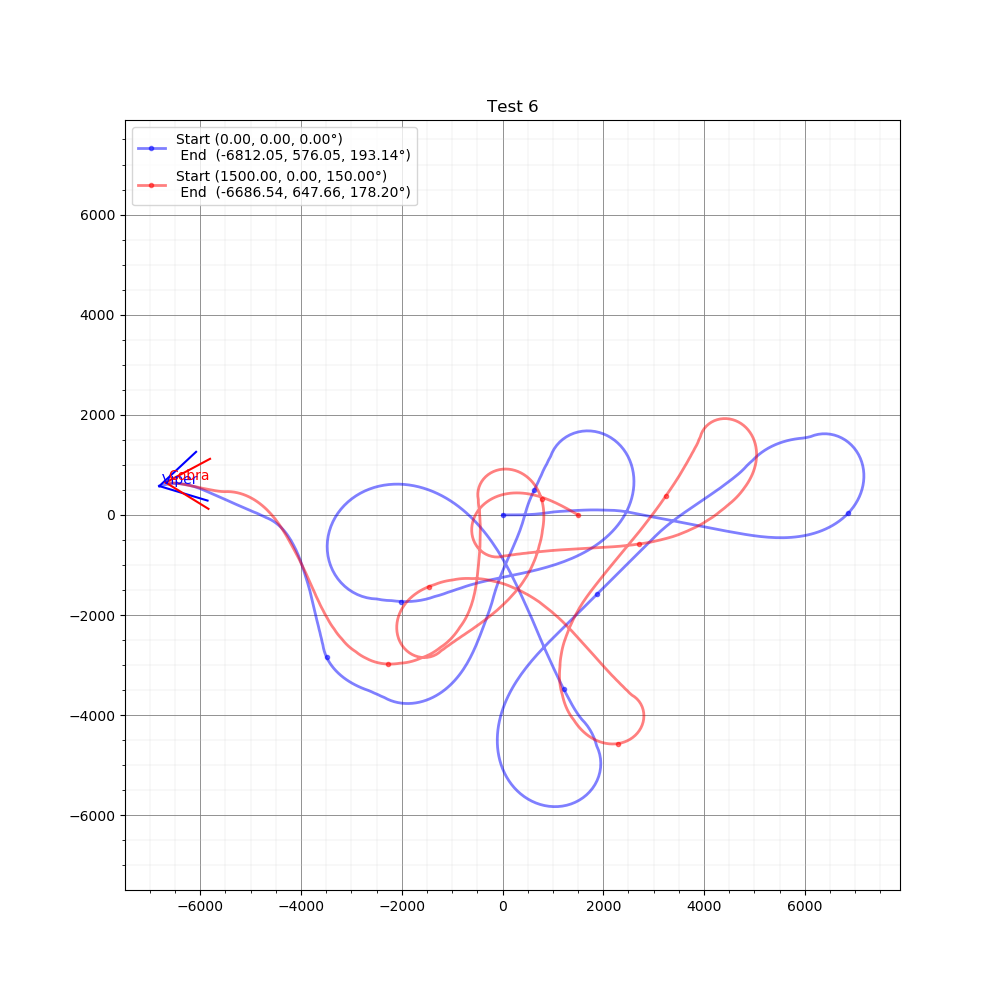 Test 6
Start (0.00, 0.00, 0.00°)
End (-6812.05, 576.05, 193.14°)
Start (1500.00, 0.00, 150.00°)
End (-6686.54, 647.66, 178.20°)
6000
4000
2000
0
−2000
−4000
−6000
Cobra
Viper
−6000 −4000 −2000 0 2000 4000 6000